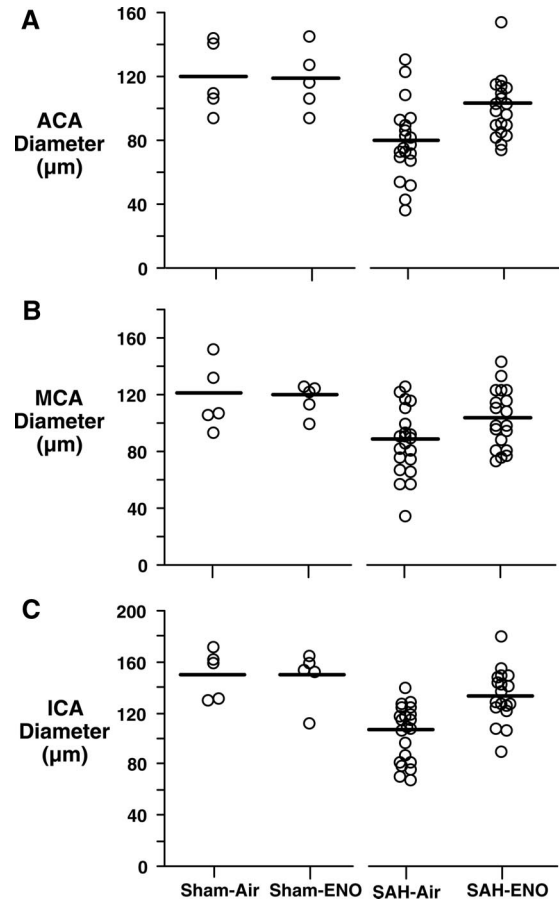 A
160
120
80
40
0
ACA
Diameter
(µm)
B
160
120
80
40
0
MCA
Diameter
(µm)
C
200
160
120
80
40
0
ICA
Diameter
(µm)
Sham-Air Sham-ENO SAH-Air SAH-ENO